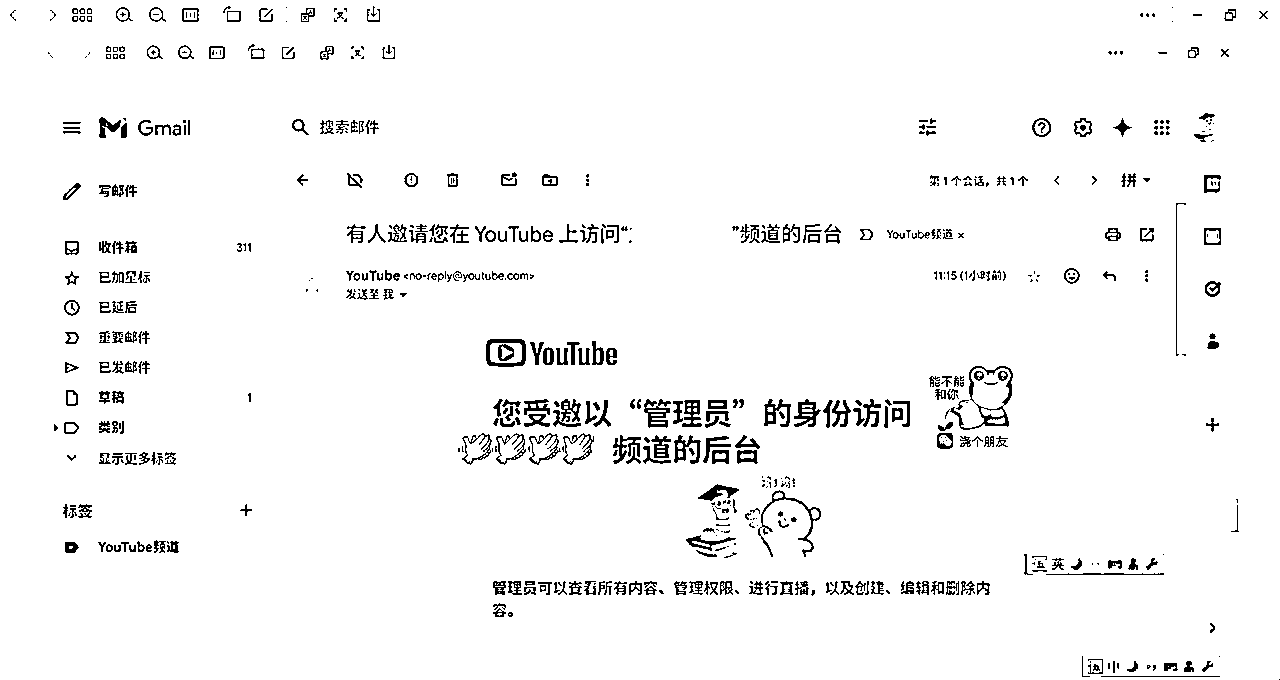 Gmail
搜索邮件
写邮件
第1个会话，共1个
拼
有人邀请您在 YouTube 上访问“
”频道的后台
YouTube频道 ×
收件箱 311
YouTube <no-reply@youtube.com>
11:15 (1小时前)
已加星标
发送至 我
已延后
重要邮件
YouTube
已发邮件
能不能
和你
草稿 1
您受邀以“管理员”的身份访问
类别
浇个朋友
频道的后台
显示更多标签
标签
YouTube频道
英
管理员可以查看所有内容、管理权限、进行直播，以及创建、编辑和删除内
容。
中